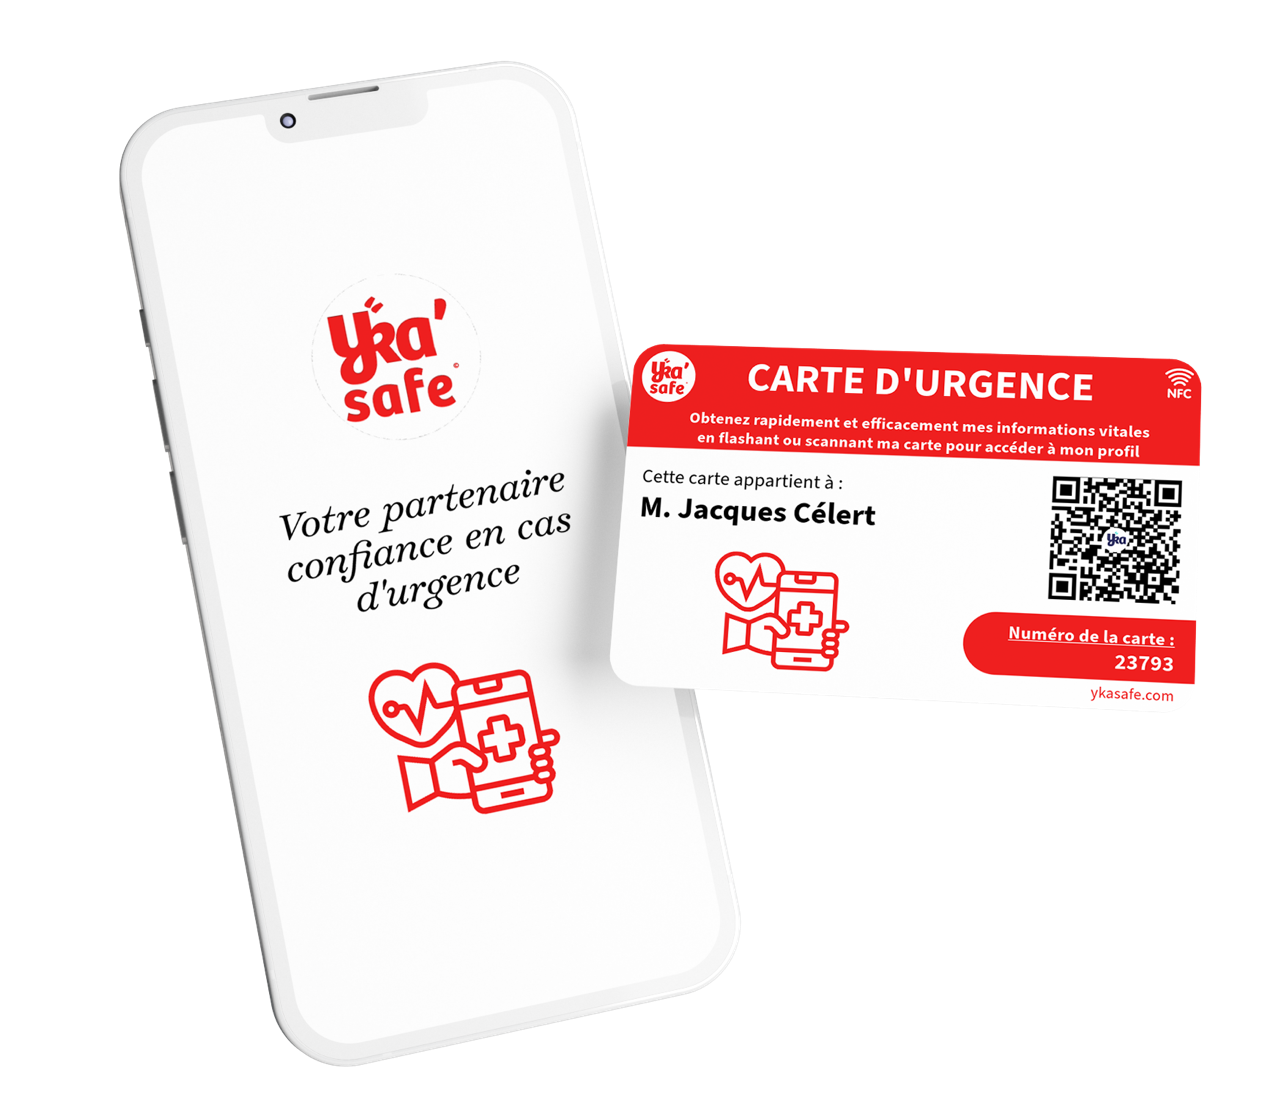 yka'
safe ©
Votre partenaire
confiance en cas
d'urgence
yka'
safe
CARTE D'URGENCE
NFC
Obtenez rapidement et efficacement mes informations vitales
en flashant ou scannant ma carte pour accéder à mon profil
Cette carte appartient à :
M. Jacques Célert
yka
Numéro de la carte :
23793
ykasafe.com